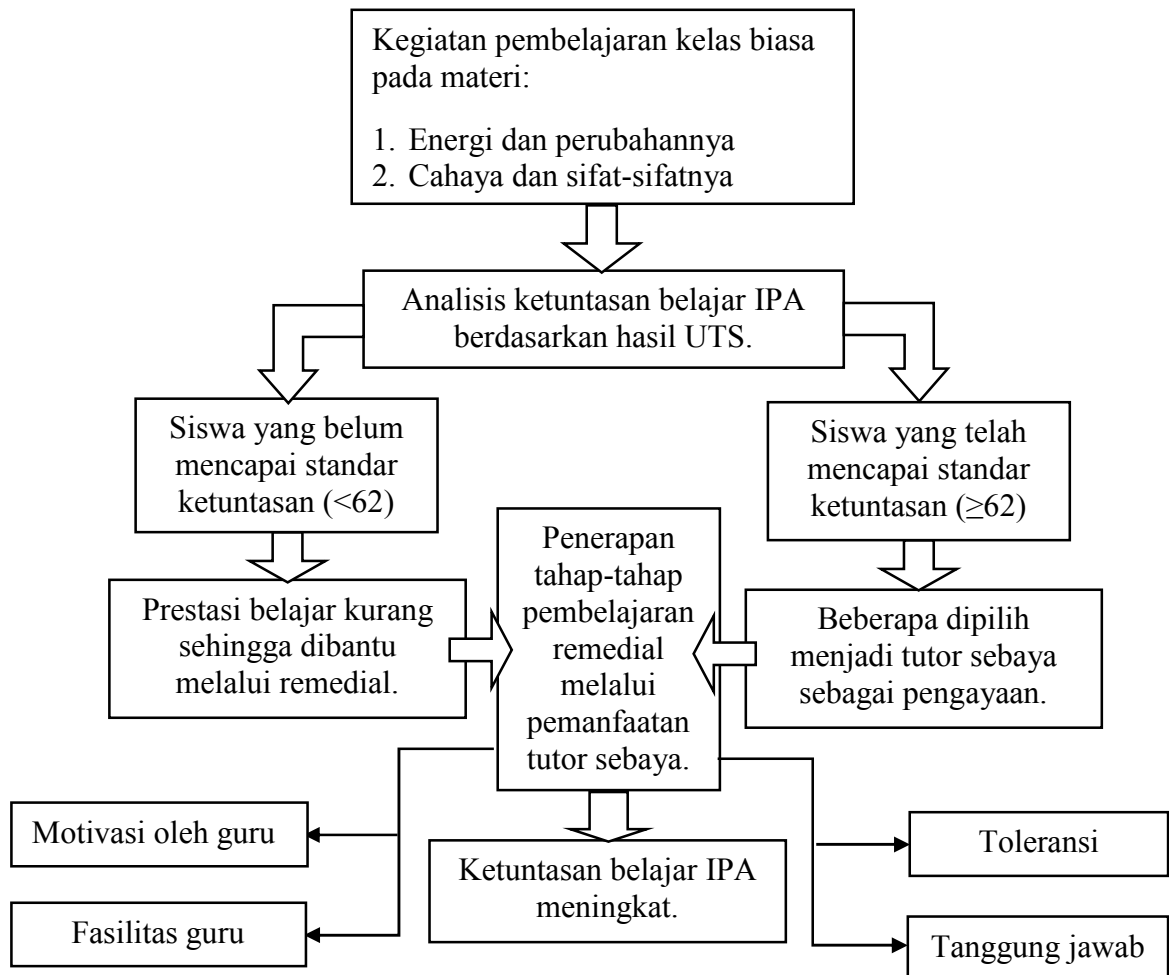 Kegiatan pembelajaran kelas biasa
pada materi:
1. Energi dan perubahannya
2. Cahaya dan sifat-sifatnya
Analisis ketuntasan belajar IPA
berdasarkan hasil UTS.
Siswa yang belum
mencapai standar
ketuntasan (<62)
Siswa yang telah
mencapai standar
ketuntasan (≥62)
Prestasi belajar kurang
sehingga dibantu
melalui remedial.
Penerapan
tahap-tahap
pembelajaran
remedial
melalui
pemanfaatan
tutor sebaya.
Beberapa dipilih
menjadi tutor sebaya
sebagai pengayaan.
Motivasi oleh guru
Fasilitas guru
Ketuntasan belajar IPA
meningkat.
Toleransi
Tanggung jawab